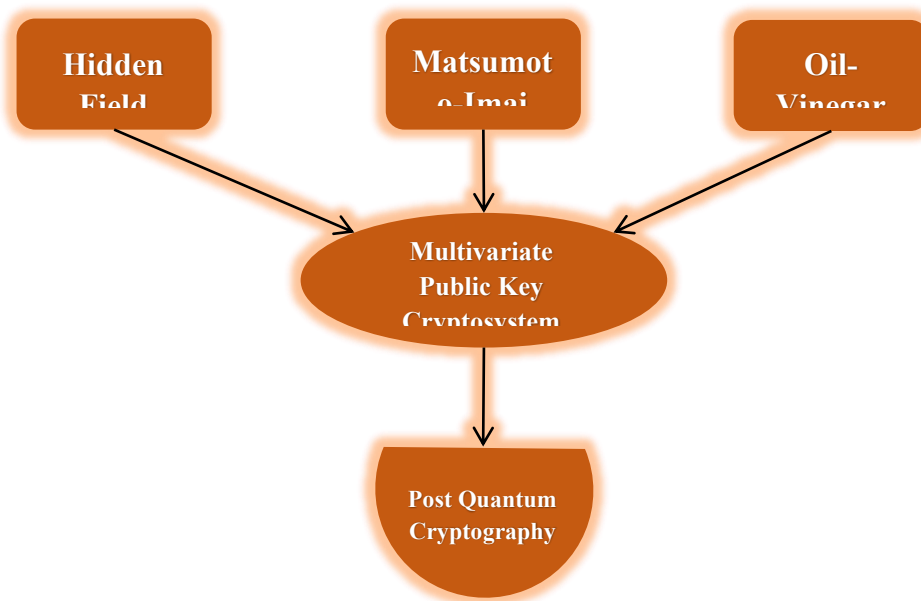 Hidden
Field
Matsumot
o-Imai
Oil-
Vinegar
Multivariate
Public Key
Cryptosystem
Post Quantum
Cryptography